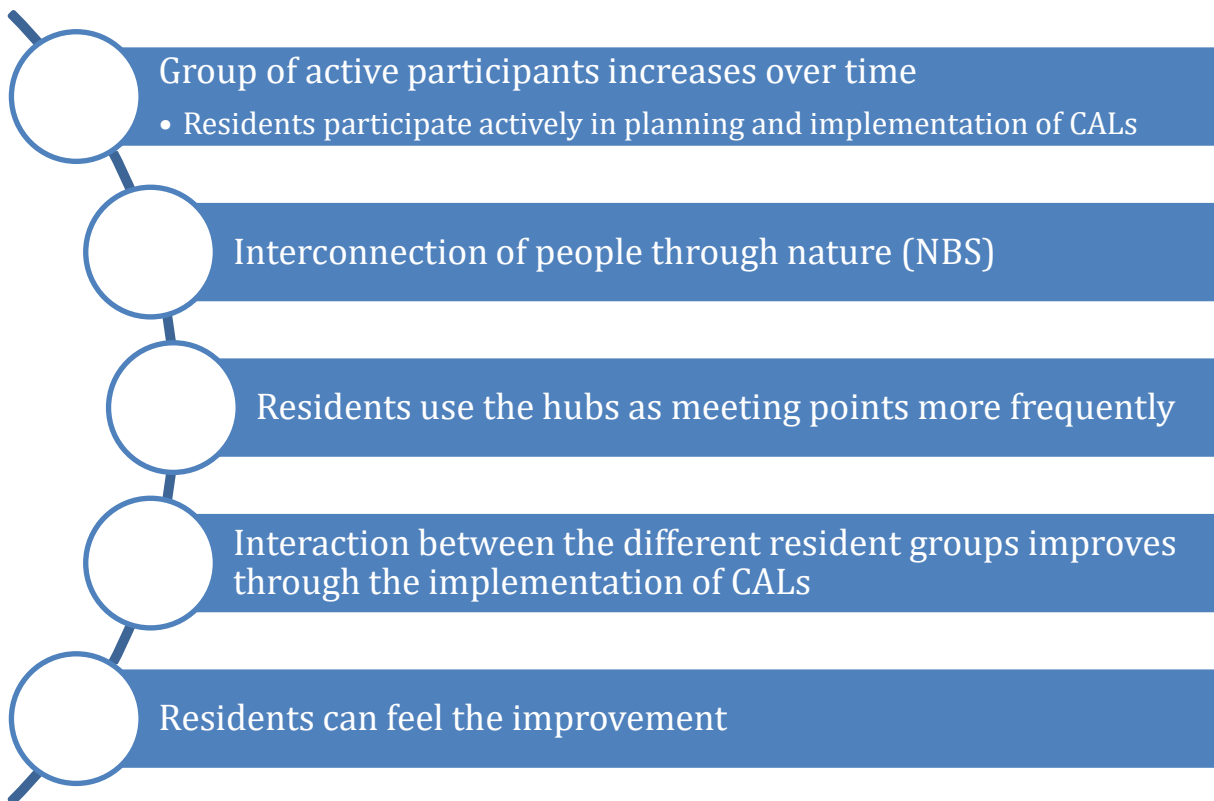 Group of active participants increases over time
• Residents participate actively in planning and implementation of CALs
Interconnection of people through nature (NBS)
Residents use the hubs as meeting points more frequently
Interaction between the different resident groups improves
through the implementation of CALs
Residents can feel the improvement